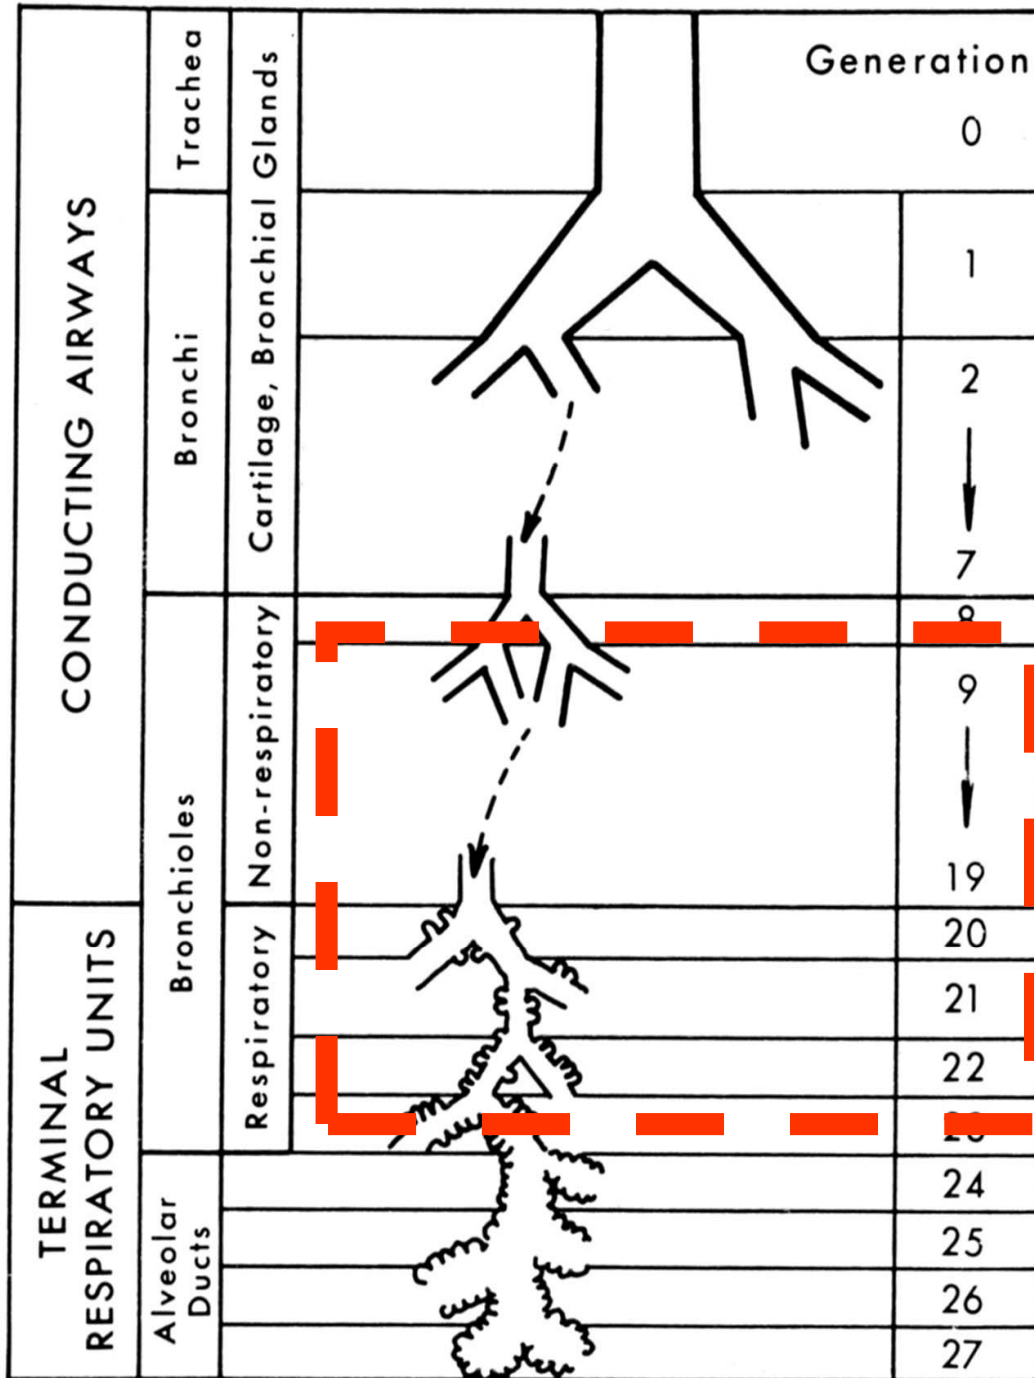 CONDUCTING AIRWAYS
TERMINAL
RESPIRATORY UNITS
Trachea
Bronchi
Bronchioles
Alveolar
Ducts
Cartilage, Bronchial Glands
Non-respiratory
Respiratory
Generation
0
1
2
7
8
9
19
20
21
22
24
25
26
27